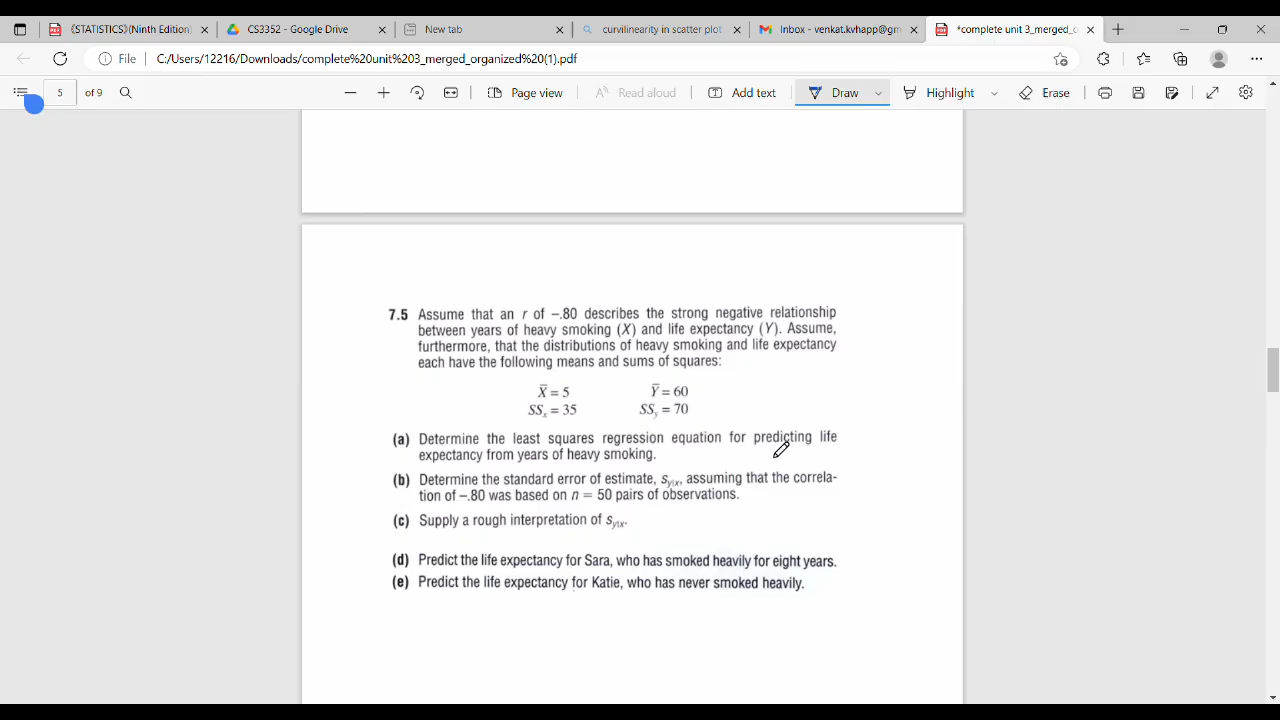 《STATISTICS》(Ninth Edition)
CS3352 - Google Drive
New tab
curvilinearity in scatter plot
Inbox - venkat.kvhapp@gm
*complete unit 3_merged_o
File
C:/Users/12216/Downloads/complete%20unit%203_merged_organized%20(1).pdf
5 of 9
Page view
Read aloud
Add text
Draw
Highlight
Erase
7.5 Assume that an r of –.80 describes the strong negative relationship
between years of heavy smoking (X) and life expectancy (Y). Assume,
furthermore, that the distributions of heavy smoking and life expectancy
each have the following means and sums of squares:
X̄ = 5 Ȳ = 60
SSₓ = 35 SSᵧ = 70
(a) Determine the least squares regression equation for predicting life
expectancy from years of heavy smoking.
(b) Determine the standard error of estimate, sy|x, assuming that the correla-
tion of –.80 was based on n = 50 pairs of observations.
(c) Supply a rough interpretation of sy|x.
(d) Predict the life expectancy for Sara, who has smoked heavily for eight years.
(e) Predict the life expectancy for Katie, who has never smoked heavily.